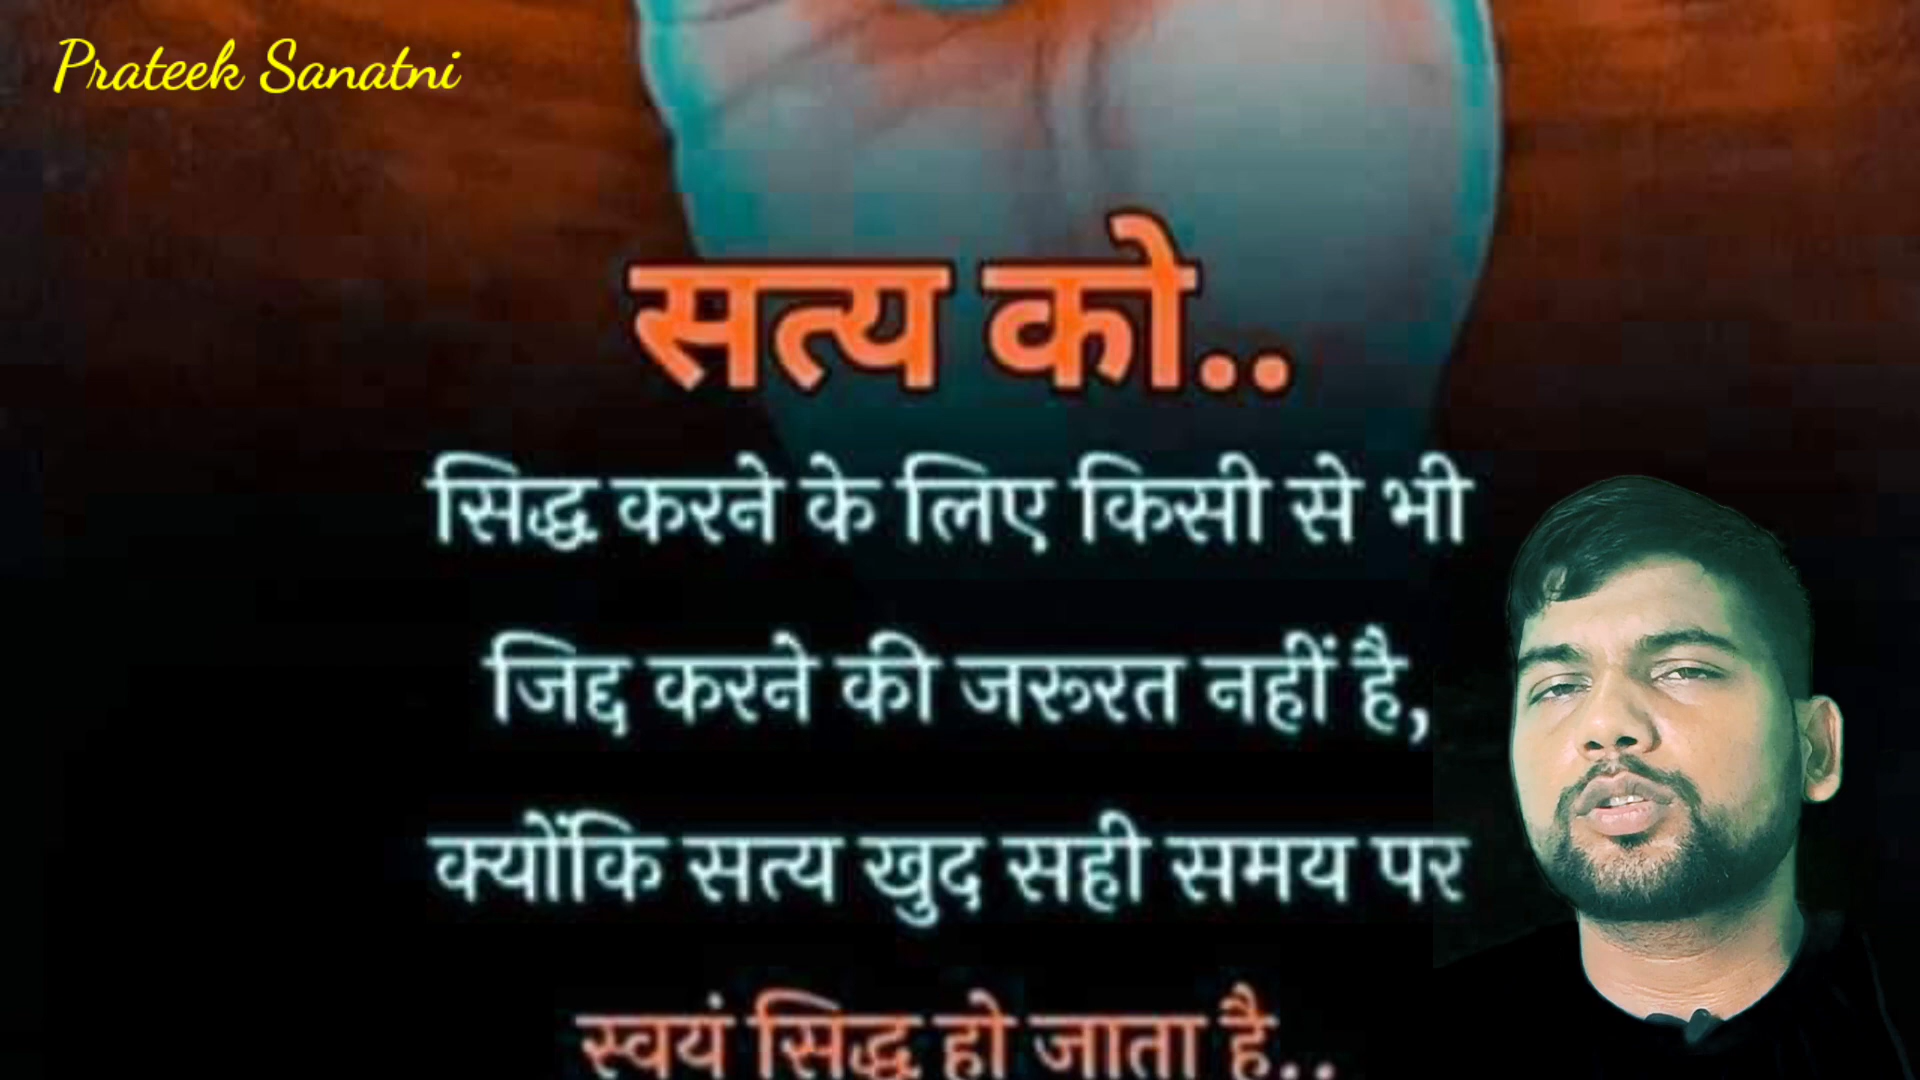 Prateek Sanatni
सत्य को..
सिद्ध करने के लिए किसी से भी
जिद्द करने की जरूरत नहीं है,
क्योंकि सत्य खुद सही समय पर
स्वयं सिद्ध हो जाता है..